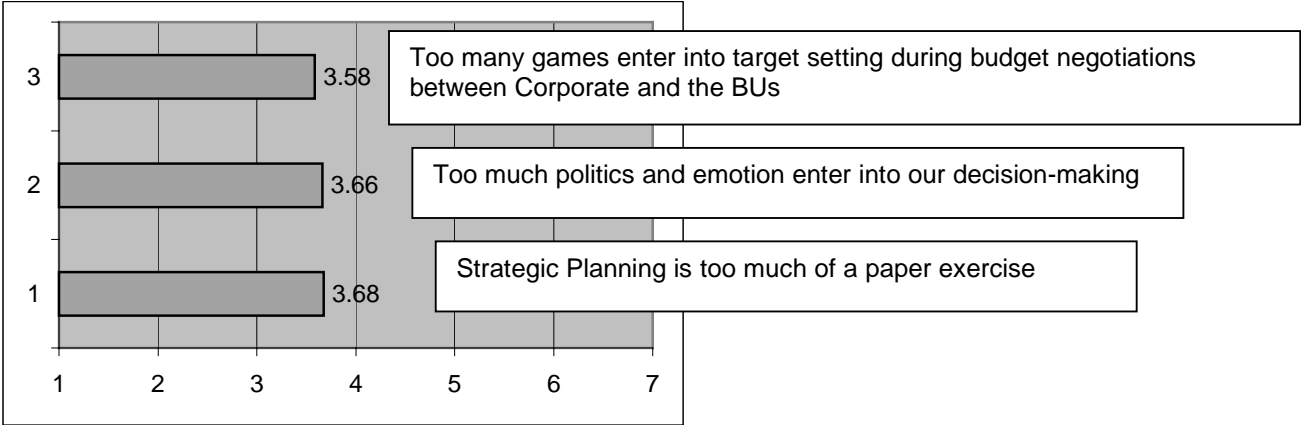 3
3.58
Too many games enter into target setting during budget negotiations
between Corporate and the BUs
2
3.66
Too much politics and emotion enter into our decision-making
1
3.68
Strategic Planning is too much of a paper exercise
1 2 3 4 5 6 7